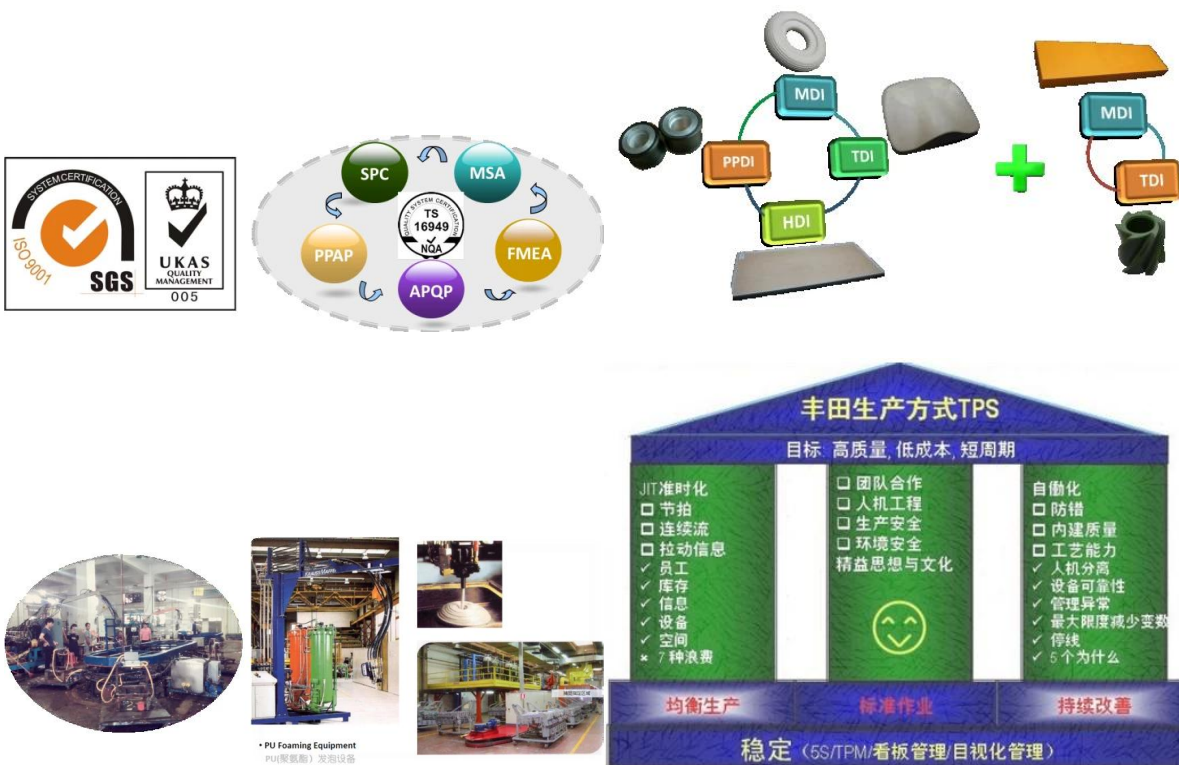 SYSTEM CERTIFICATION
ISO 9001
SGS
UKAS
QUALITY
MANAGEMENT
005
SPC
MSA
QUALITY SYSTEM CERTIFICATION
TS
16949
NQA
PPAP
FMEA
APQP
MDI
PPDI
TDI
HDI
MDI
TDI
• PU Foaming Equipment
PU(聚氨酯）发泡设备
丰田生产方式TPS
目标: 高质量, 低成本, 短周期
JIT准时化
□ 节拍
□ 连续流
□ 拉动信息
✓ 员工
✓ 库存
✓ 信息
✓ 设备
✓ 空间
× 7 种浪费
❑ 团队合作
❑ 人机工程
❑ 生产安全
❑ 环境安全
精益思想与文化
自働化
□ 防错
□ 内建质量
□ 工艺能力
✓ 人机分离
✓ 设备可靠性
✓ 管理异常
✓ 最大限度减少变数
✓ 停线
✓ 5 个为什么
均衡生产
标准作业
持续改善
稳定（5S/TPM/看板管理/目视化管理）